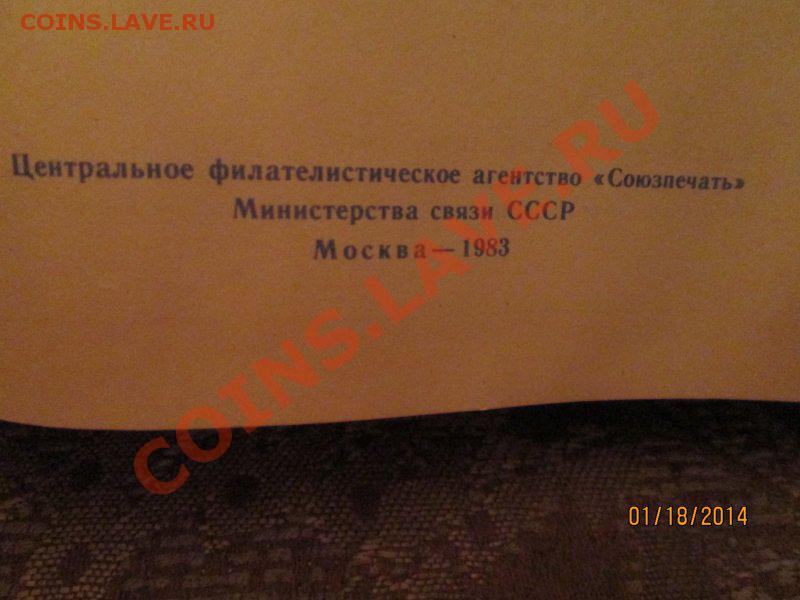 COINS.LAVE.RU
Центральное филателистическое агентство «Союзпечать»
Министерства связи СССР
Москва—1983
COINS.LAVE.RU
01/18/2014